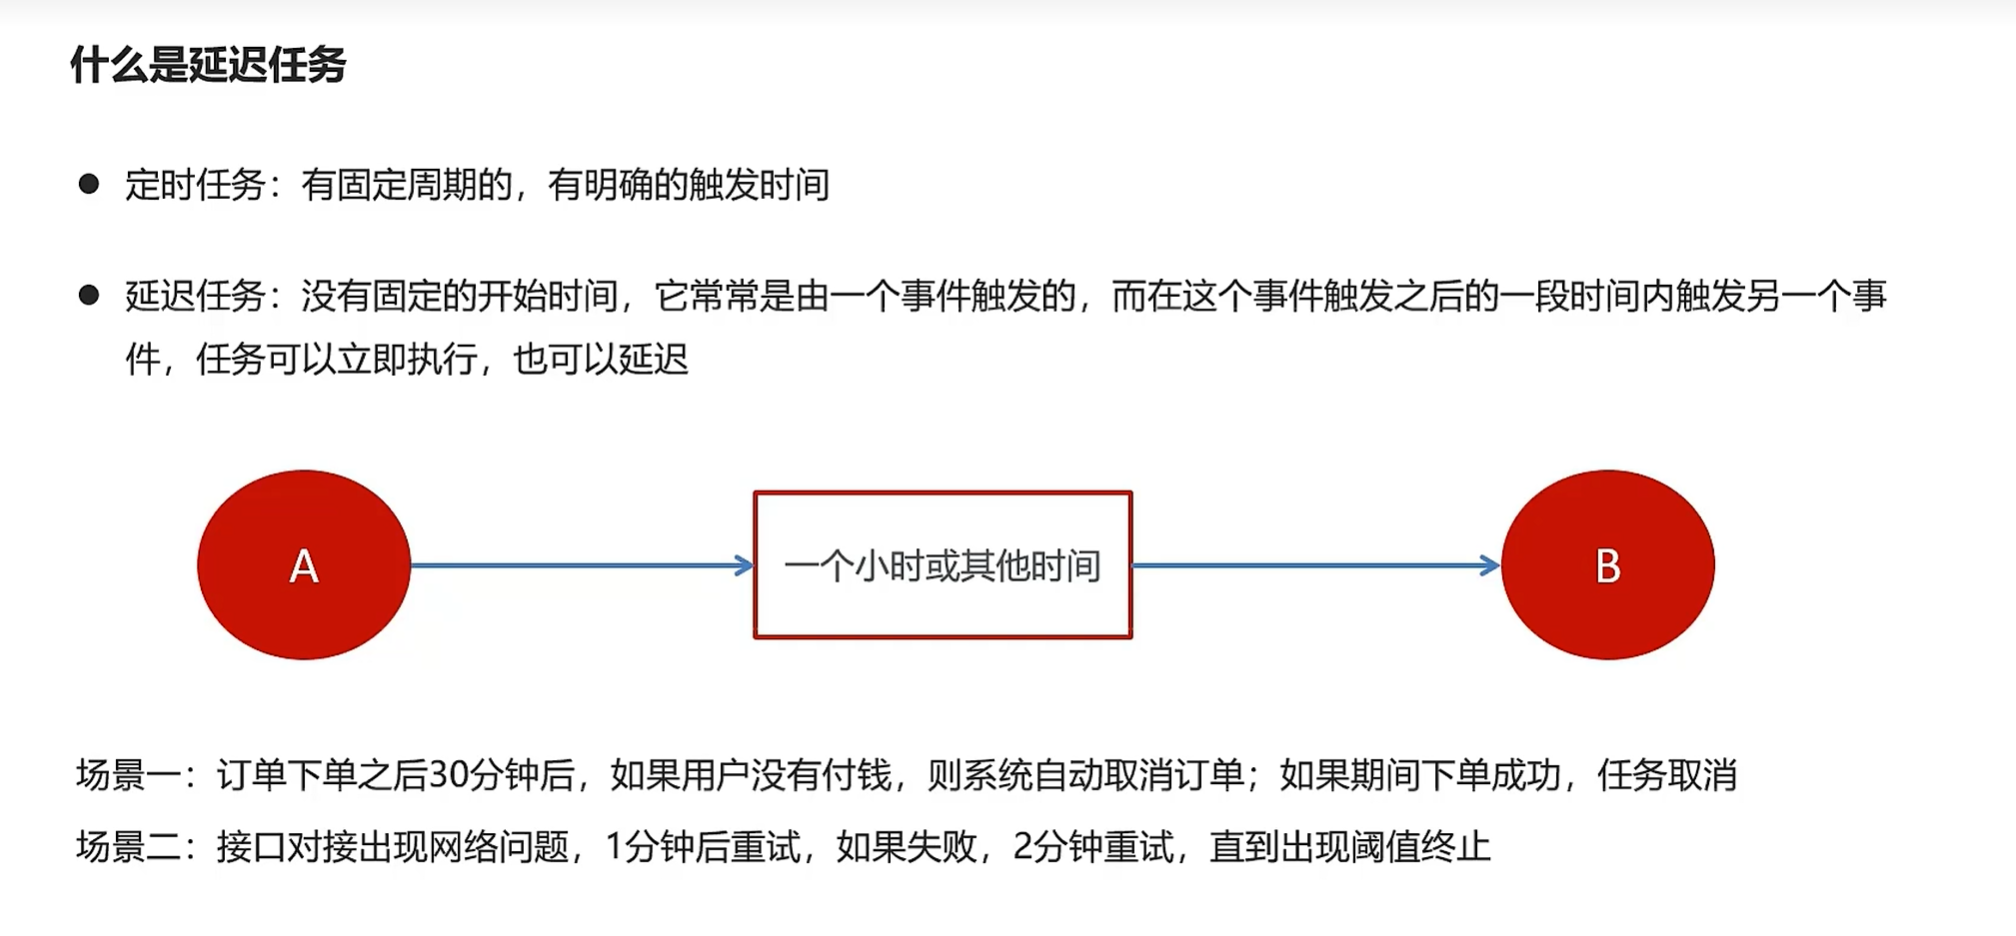 什么是延迟任务
● 定时任务：有固定周期的，有明确的触发时间
● 延迟任务：没有固定的开始时间，它常常是由一个事件触发的，而在这个事件触发之后的一段时间内触发另一个事
件，任务可以立即执行，也可以延迟
A
一个小时或其他时间
B
场景一：订单下单之后30分钟后，如果用户没有付钱，则系统自动取消订单；如果期间下单成功，任务取消
场景二：接口对接出现网络问题，1分钟后重试，如果失败，2分钟重试，直到出现阈值终止